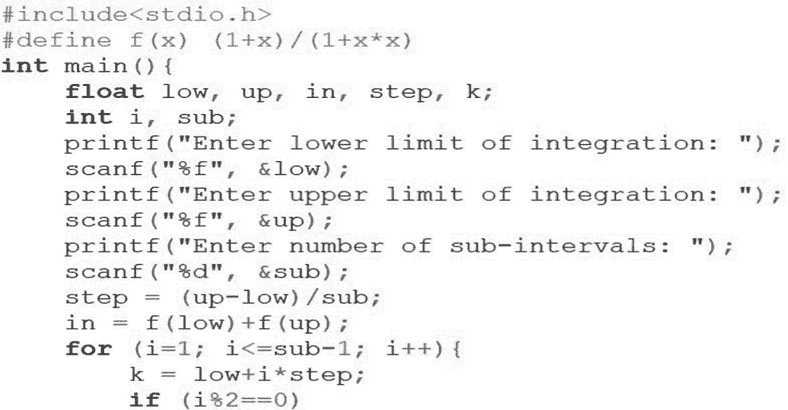 #include<stdio.h>
#define f(x) (1+x)/(1+x*x)
int main(){
    float low, up, in, step, k;
    int i, sub;
    printf("Enter lower limit of integration: ");
    scanf("%f", &low);
    printf("Enter upper limit of integration: ");
    scanf("%f", &up);
    printf("Enter number of sub-intervals: ");
    scanf("%d", &sub);
    step = (up-low)/sub;
    in = f(low)+f(up);
    for (i=1; i<=sub-1; i++){
        k = low+i*step;
        if (i%2==0)